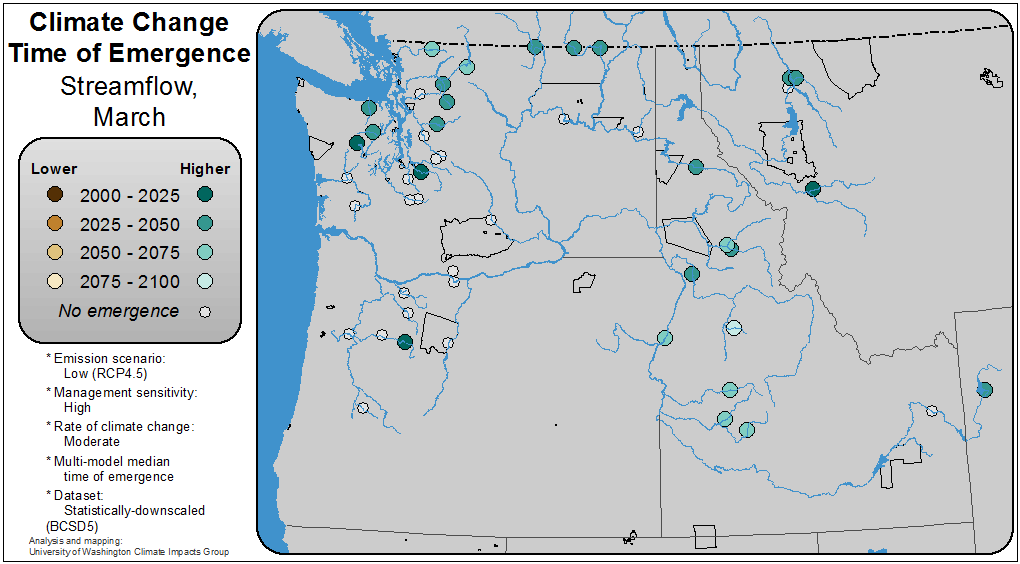 Climate Change
Time of Emergence
Streamflow,
March
Lower Higher
2000 - 2025
2025 - 2050
2050 - 2075
2075 - 2100
No emergence
* Emission scenario:
Low (RCP4.5)
* Management sensitivity:
High
* Rate of climate change:
Moderate
* Multi-model median
time of emergence
* Dataset:
Statistically-downscaled
(BCSD5)
Analysis and mapping:
University of Washington Climate Impacts Group